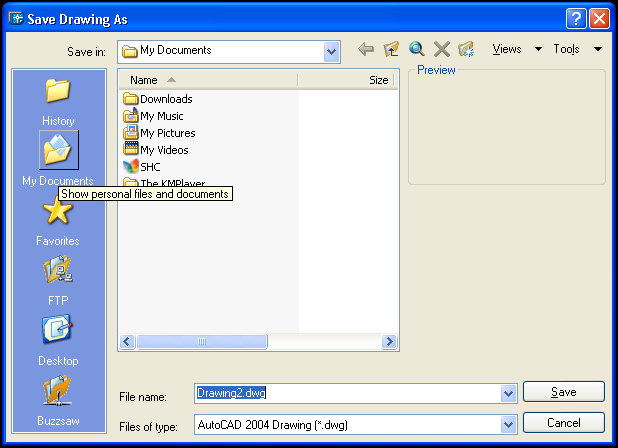 Save Drawing As
Save in: My Documents
Views Tools
Name Size
Preview
Downloads
My Music
My Pictures
My Videos
SHC
The KMPlayer
History
My Documents
Show personal files and documents
Favorites
FTP
Desktop
Buzzsaw
File name: Drawing2.dwg Save
Files of type: AutoCAD 2004 Drawing (*.dwg) Cancel